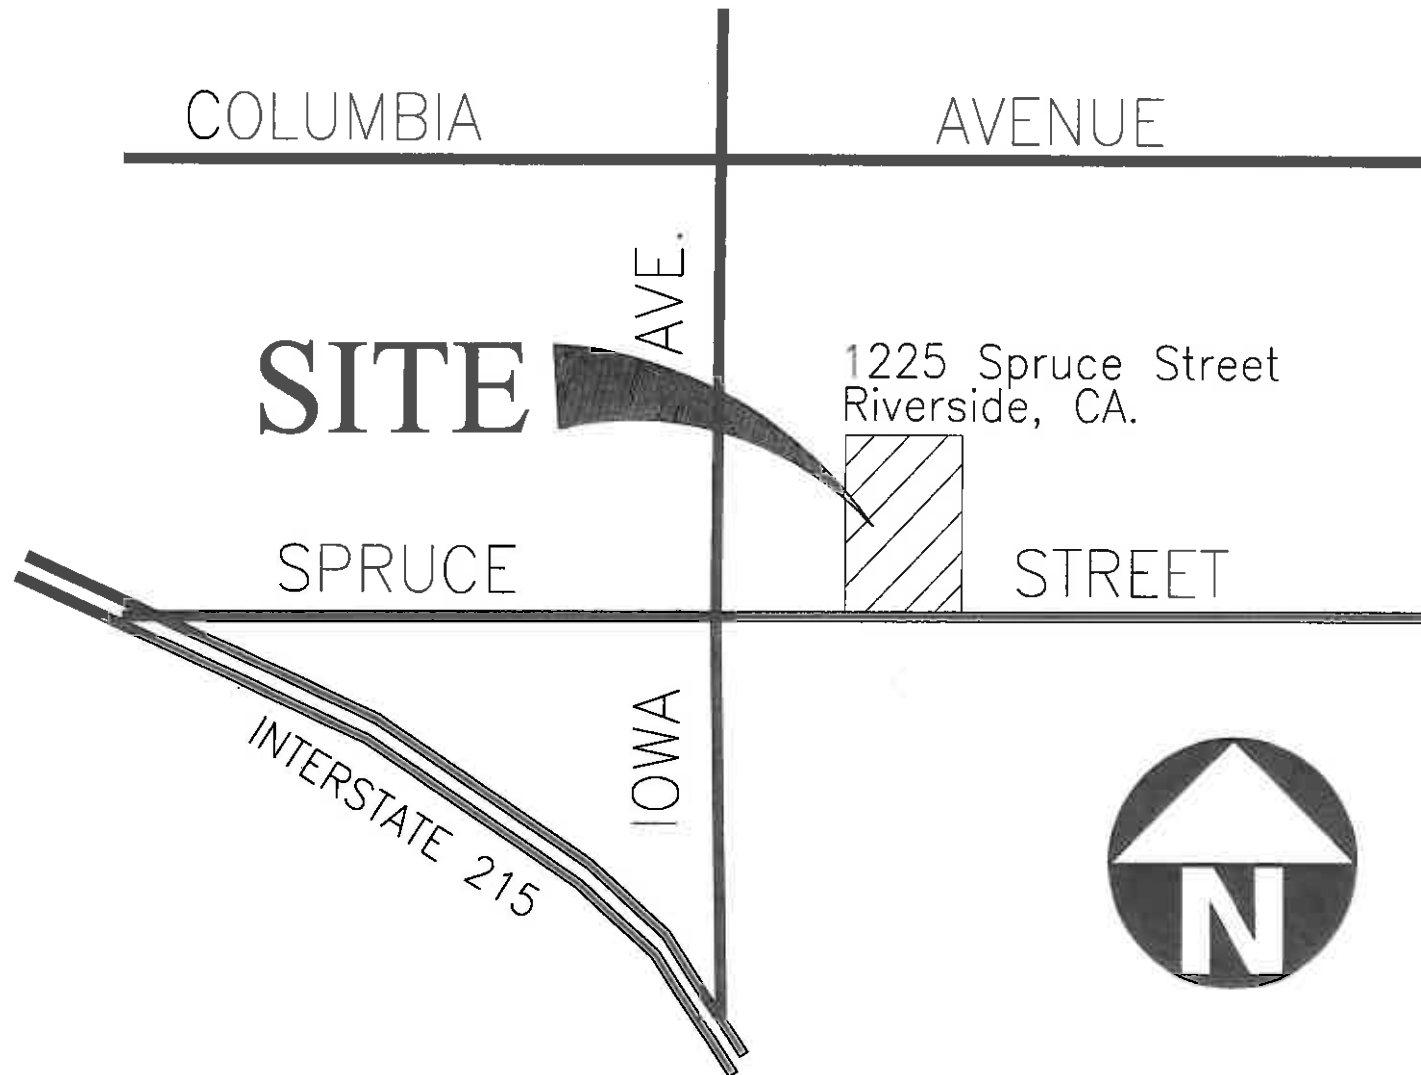 COLUMBIA AVENUE
IOWA AVE.
SITE
1225 Spruce Street
Riverside, CA.
SPRUCE STREET
INTERSTATE 215
N